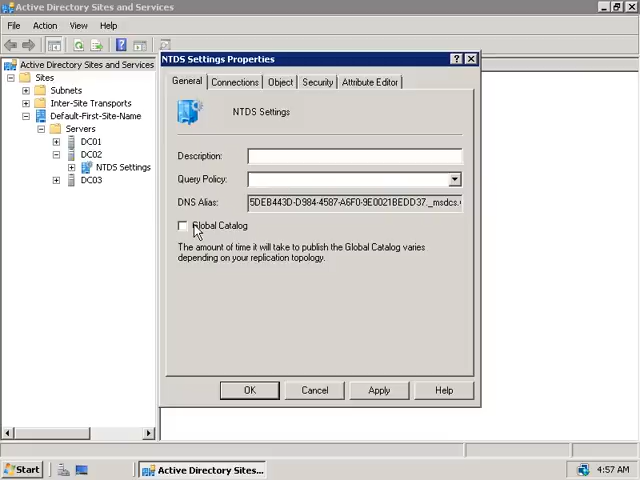 Active Directory Sites and Services
File Action View Help
Active Directory Sites and Services
Sites
Subnets
Inter-Site Transports
Default-First-Site-Name
Servers
DC01
DC02
NTDS Settings
DC03
NTDS Settings Properties
General Connections Object Security Attribute Editor
NTDS Settings
Description:
Query Policy:
DNS Alias: 5DEB443D-D984-4587-A6F0-9E0021BEDD37._msdcs.
Global Catalog
The amount of time it will take to publish the Global Catalog varies
depending on your replication topology.
OK Cancel Apply Help
Start Active Directory Sites... 4:57 AM